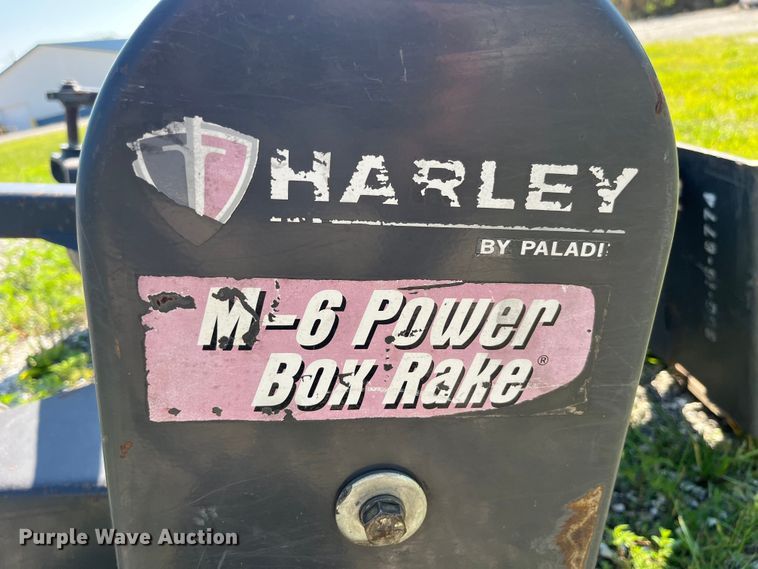 HARLEY
BY PALADI
M-6 Power
Box Rake®
Purple Wave Auction